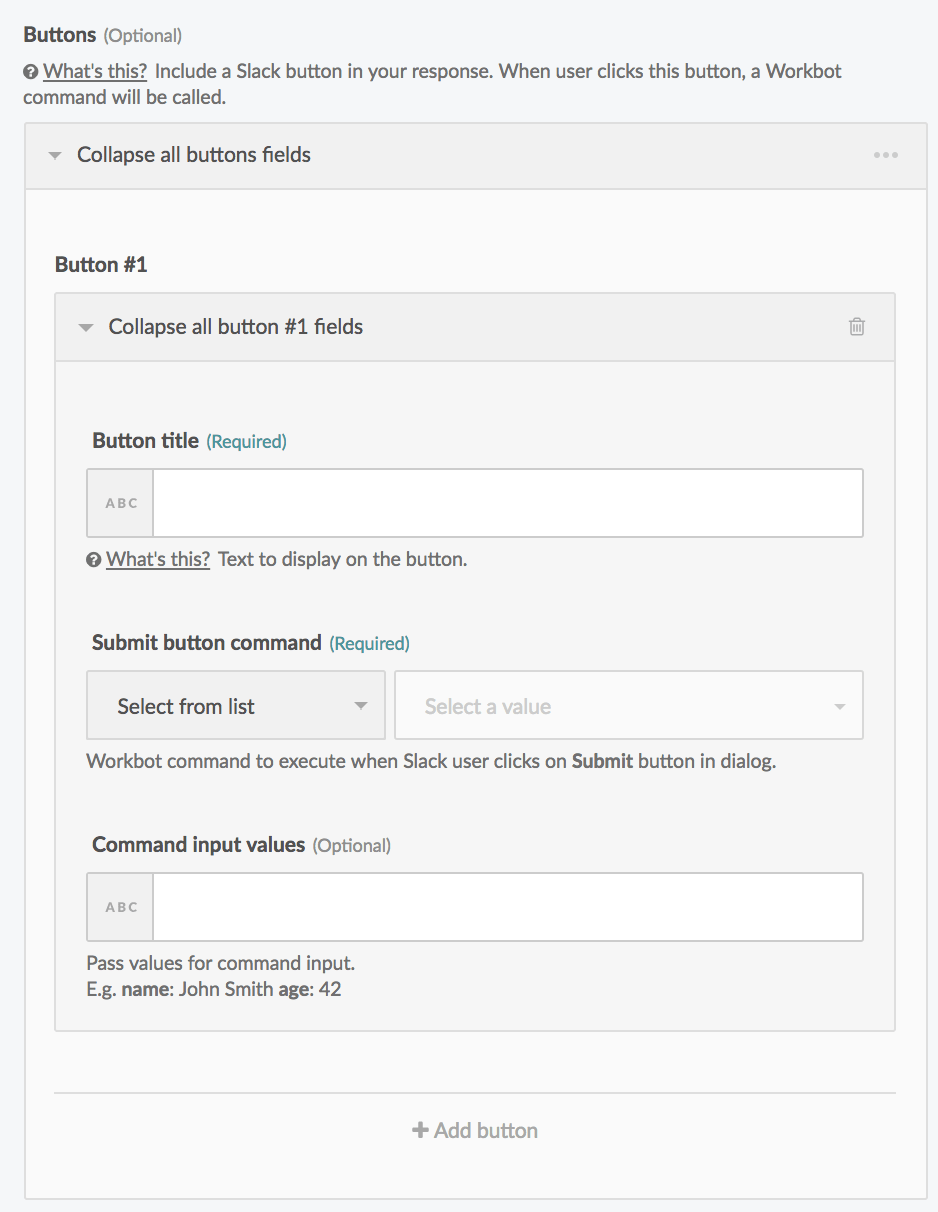 Buttons (Optional)
What's this? Include a Slack button in your response. When user clicks this button, a Workbot
command will be called.
Collapse all buttons fields
Button #1
Collapse all button #1 fields
Button title (Required)
ABC
What's this? Text to display on the button.
Submit button command (Required)
Select from list Select a value
Workbot command to execute when Slack user clicks on Submit button in dialog.
Command input values (Optional)
ABC
Pass values for command input.
E.g. name: John Smith age: 42
Add button